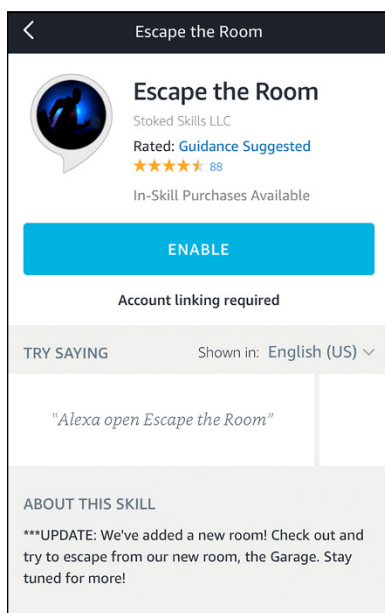 Escape the Room
Escape the Room
Stoked Skills LLC
Rated: Guidance Suggested
88
In-Skill Purchases Available
ENABLE
Account linking required
TRY SAYING Shown in: English (US)
"Alexa open Escape the Room"
ABOUT THIS SKILL
***UPDATE: We've added a new room! Check out and
try to escape from our new room, the Garage. Stay
tuned for more!